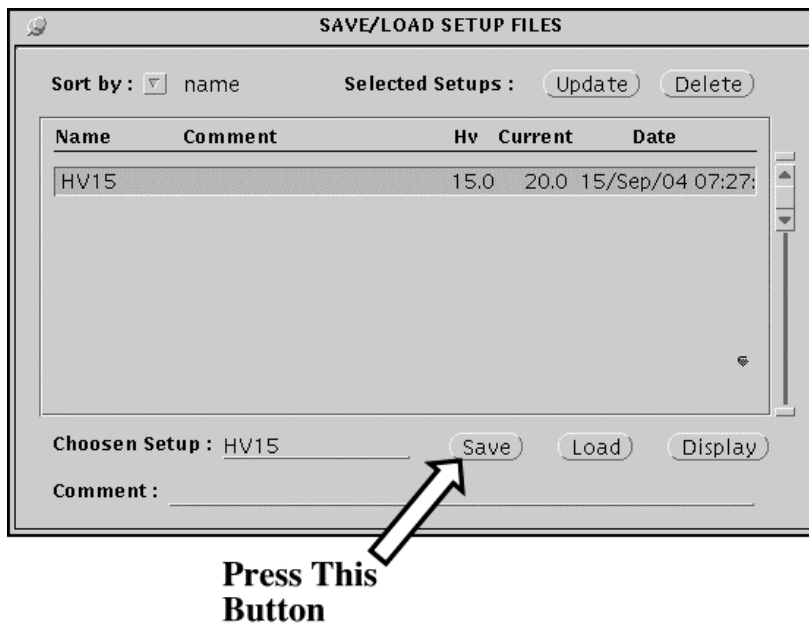 SAVE/LOAD SETUP FILES
Sort by : name Selected Setups : Update Delete
Name Comment Hv Current Date
HV15 15.0 20.0 15/Sep/04 07:27:
Choosen Setup : HV15 Save Load Display
Comment :
Press This
Button